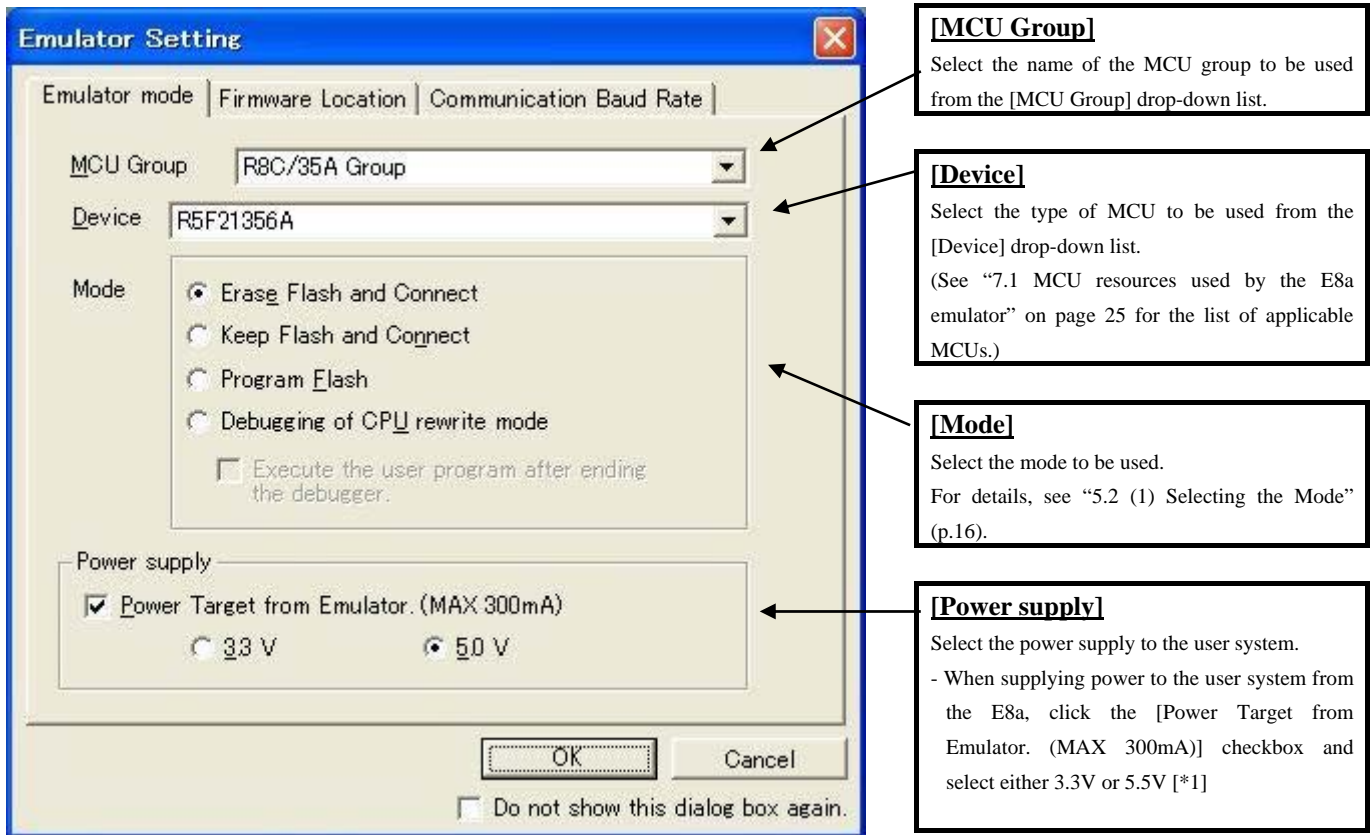 Emulator Setting
Emulator mode
Firmware Location
Communication Baud Rate
MCU Group
R8C/35A Group
Device
R5F21356A
Mode
Erase Flash and Connect
Keep Flash and Connect
Program Flash
Debugging of CPU rewrite mode
Execute the user program after ending
the debugger.
Power supply
Power Target from Emulator. (MAX 300mA)
3.3 V
5.0 V
OK
Cancel
Do not show this dialog box again.
[MCU Group]
Select the name of the MCU group to be used
from the [MCU Group] drop-down list.
[Device]
Select the type of MCU to be used from the
[Device] drop-down list.
(See “7.1 MCU resources used by the E8a
emulator” on page 25 for the list of applicable
MCUs.)
[Mode]
Select the mode to be used.
For details, see “5.2 (1) Selecting the Mode”
(p.16).
[Power supply]
Select the power supply to the user system.
- When supplying power to the user system from
the E8a, click the [Power Target from
Emulator. (MAX 300mA)] checkbox and
select either 3.3V or 5.5V [*1]